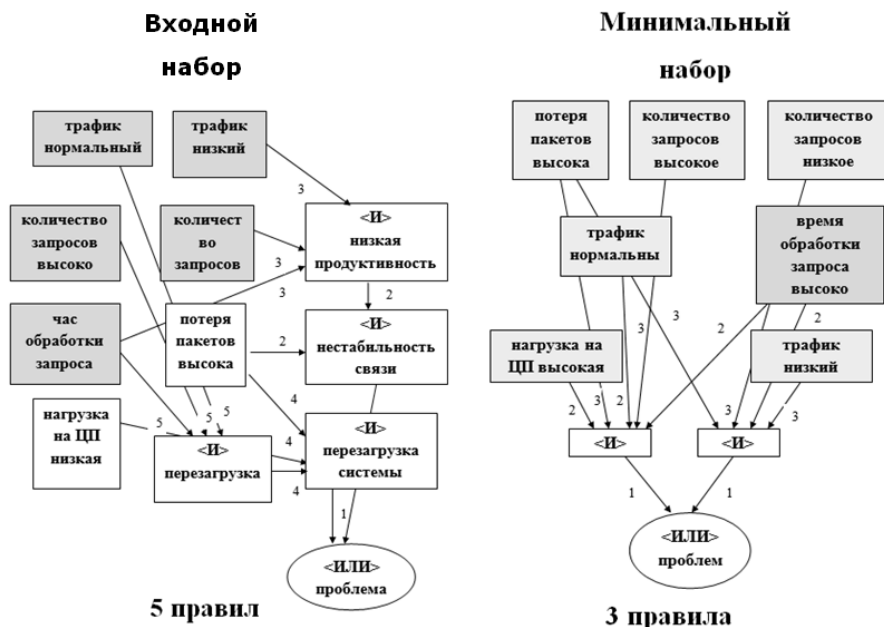 Входной
набор
трафик
нормальный
трафик
низкий
3
<И>
низкая
продуктивность
количество
запросов
высоко
количест
во
запросов
3
3
2
час
обработки
запроса
потеря
пакетов
высока
2
<И>
нестабильность
связи
4
нагрузка
на ЦП
низкая
5
5
5
<И>
перезагрузка
4
4
<И>
перезагрузка
системы
1
<ИЛИ>
проблема
5 правил
Минимальный
набор
потеря
пакетов
высока
количество
запросов
высокое
количество
запросов
низкое
трафик
нормальны
время
обработки
запроса
высоко
3
3
2
2
нагрузка на
ЦП высокая
трафик
низкий
2
3
2
3
3
<И>
<И>
1
1
<ИЛИ>
проблем
3 правила